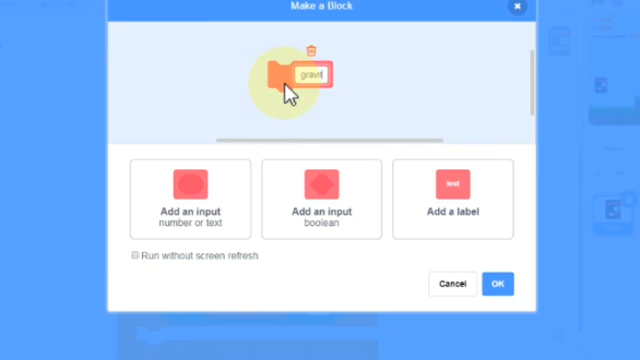 Make a Block
gravit
Add an input
number or text
Add an input
boolean
text
Add a label
Run without screen refresh
Cancel
OK